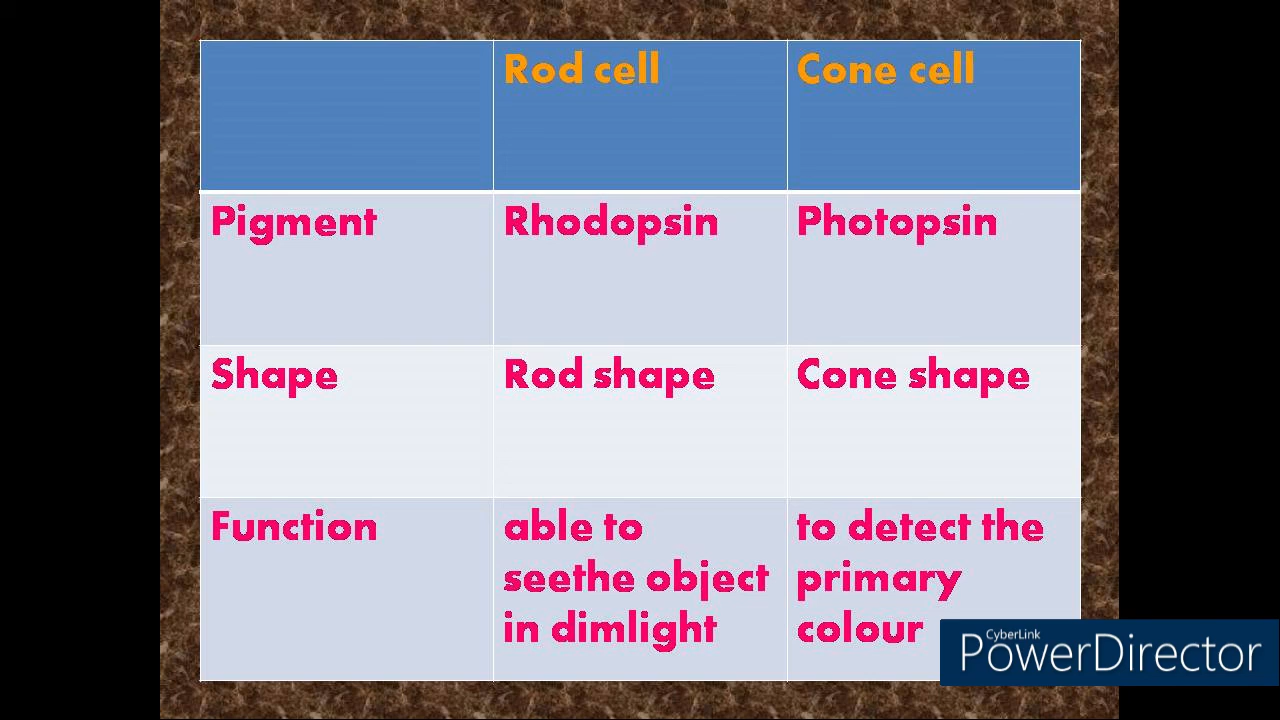 Rod cell
Cone cell
Pigment
Rhodopsin
Photopsin
Shape
Rod shape
Cone shape
Function
able to
seethe object
in dimlight
to detect the
primary
colour
CyberLink
PowerDirector